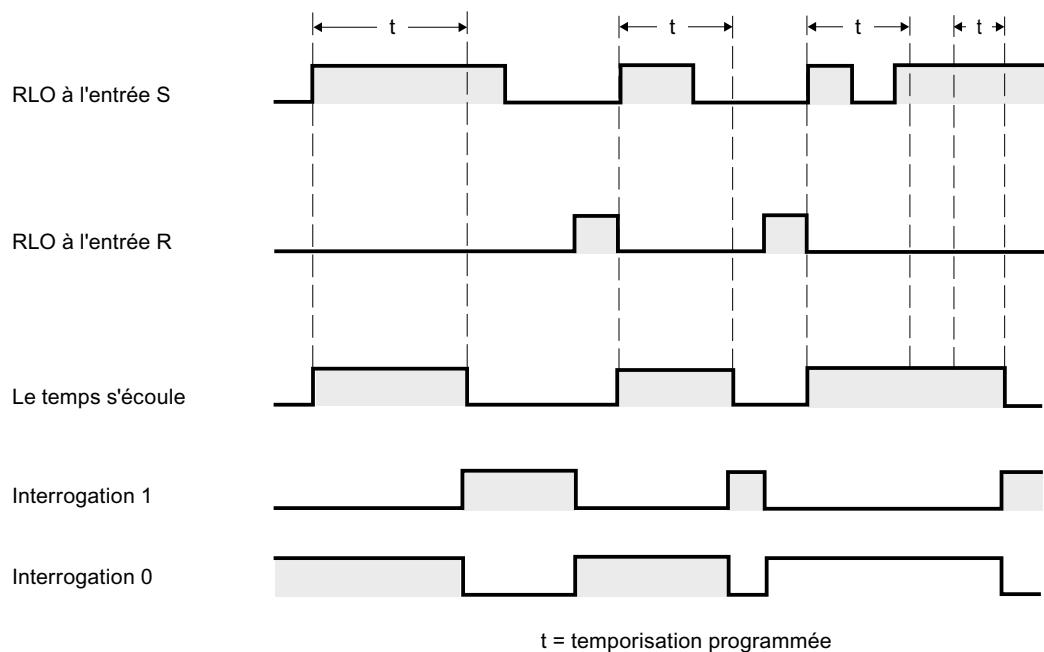 t t t t
RLO à l'entrée S
RLO à l'entrée R
Le temps s'écoule
Interrogation 1
Interrogation 0
t = temporisation programmée